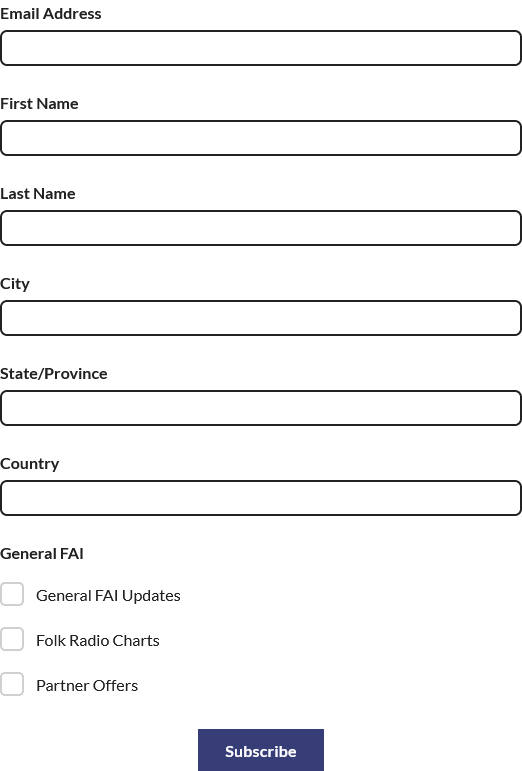 Email Address
First Name
Last Name
City
State/Province
Country
General FAI
General FAI Updates
Folk Radio Charts
Partner Offers
Subscribe